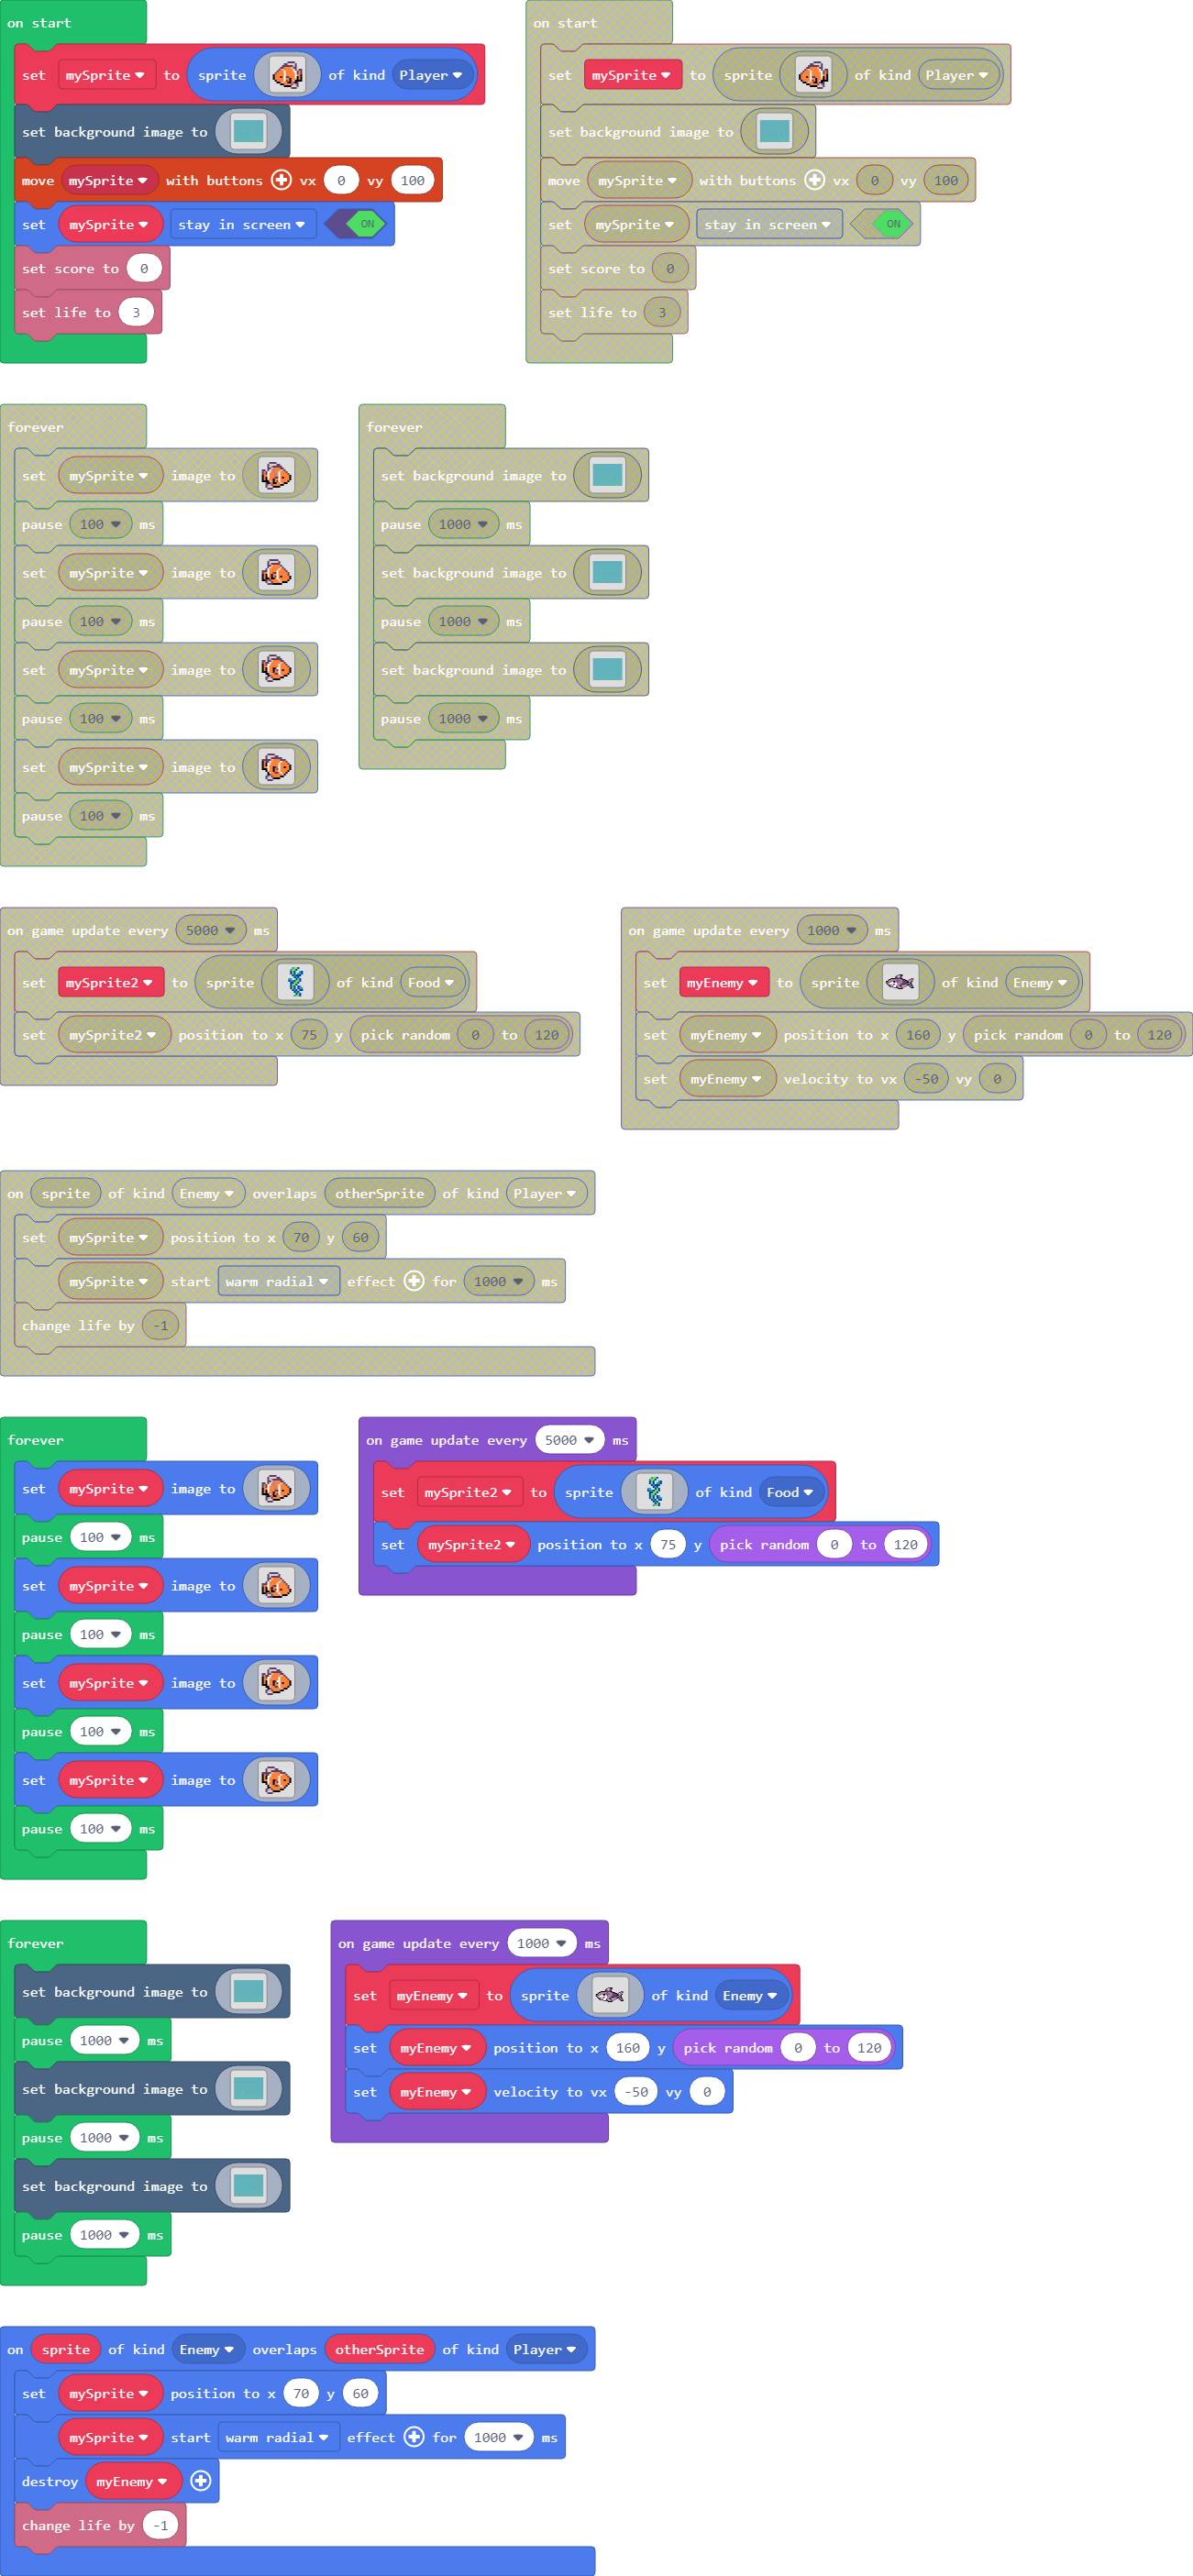 on start
set mySprite to sprite of kind Player
set background image to
move mySprite with buttons vx 0 vy 100
set mySprite stay in screen ON
set score to 0
set life to 3
on start
set mySprite to sprite of kind Player
set background image to
move mySprite with buttons vx 0 vy 100
set mySprite stay in screen ON
set score to 0
set life to 3
forever
set mySprite image to
pause 100 ms
set mySprite image to
pause 100 ms
set mySprite image to
pause 100 ms
set mySprite image to
pause 100 ms
forever
set background image to
pause 1000 ms
set background image to
pause 1000 ms
set background image to
pause 1000 ms
on game update every 5000 ms
set mySprite2 to sprite of kind Food
set mySprite2 position to x 75 y pick random 0 to 120
on game update every 1000 ms
set myEnemy to sprite of kind Enemy
set myEnemy position to x 160 y pick random 0 to 120
set myEnemy velocity to vx -50 vy 0
on sprite of kind Enemy overlaps otherSprite of kind Player
set mySprite position to x 70 y 60
mySprite start warm radial effect for 1000 ms
change life by -1
forever
set mySprite image to
pause 100 ms
set mySprite image to
pause 100 ms
set mySprite image to
pause 100 ms
set mySprite image to
pause 100 ms
on game update every 5000 ms
set mySprite2 to sprite of kind Food
set mySprite2 position to x 75 y pick random 0 to 120
forever
set background image to
pause 1000 ms
set background image to
pause 1000 ms
set background image to
pause 1000 ms
on game update every 1000 ms
set myEnemy to sprite of kind Enemy
set myEnemy position to x 160 y pick random 0 to 120
set myEnemy velocity to vx -50 vy 0
on sprite of kind Enemy overlaps otherSprite of kind Player
set mySprite position to x 70 y 60
mySprite start warm radial effect for 1000 ms
destroy myEnemy
change life by -1